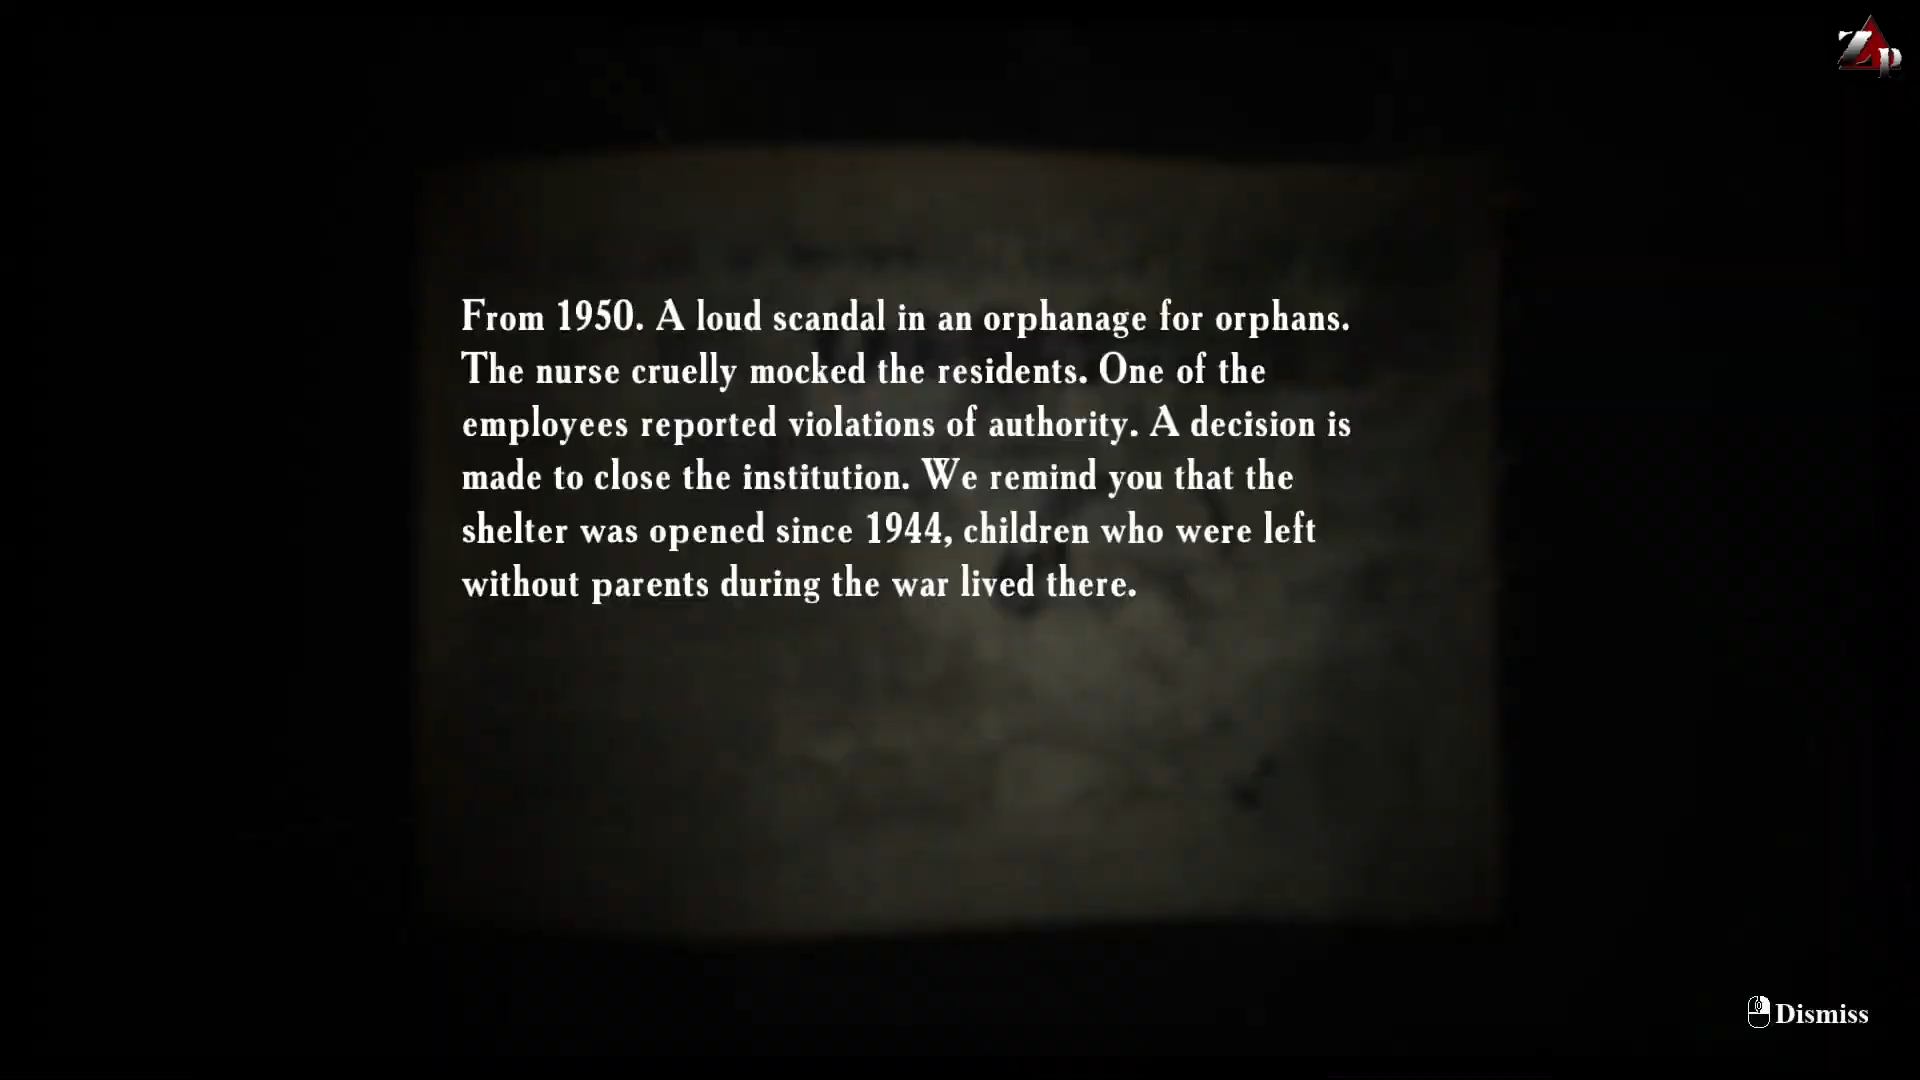 Zp
From 1950. A loud scandal in an orphanage for orphans.
The nurse cruelly mocked the residents. One of the
employees reported violations of authority. A decision is
made to close the institution. We remind you that the
shelter was opened since 1944, children who were left
without parents during the war lived there.
Dismiss